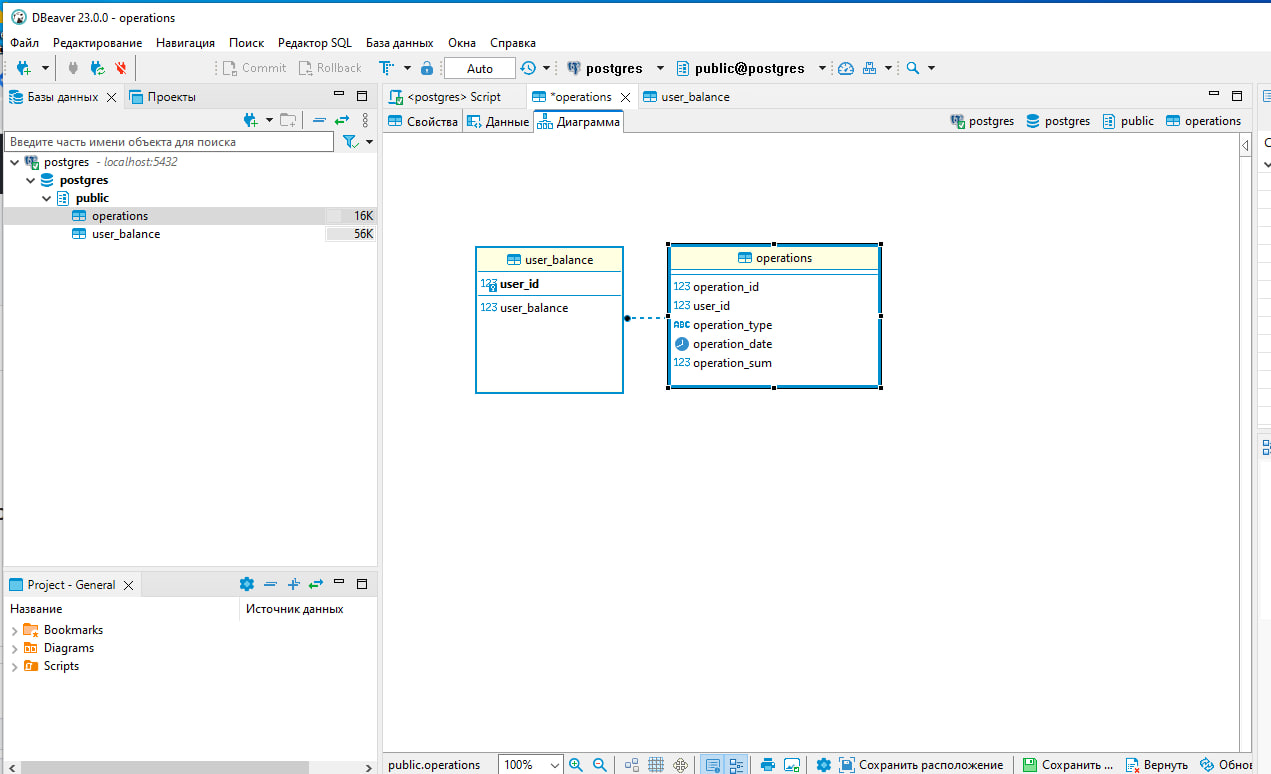 DBeaver 23.0.0 - operations
Файл Редактирование Навигация Поиск Редактор SQL База данных Окна Справка
Commit Rollback Auto postgres public@postgres
Базы данных Проекты
<postgres> Script *operations user_balance
Свойства Данные Диаграмма postgres postgres public operations
Введите часть имени объекта для поиска
postgres - localhost:5432
postgres
public
operations 16K
user_balance 56K
user_balance
123 user_id
123 user_balance
operations
123 operation_id
123 user_id
ABC operation_type
operation_date
123 operation_sum
Project - General
Название Источник данных
Bookmarks
Diagrams
Scripts
public.operations 100% Сохранить расположение Сохранить ... Вернуть Обнов